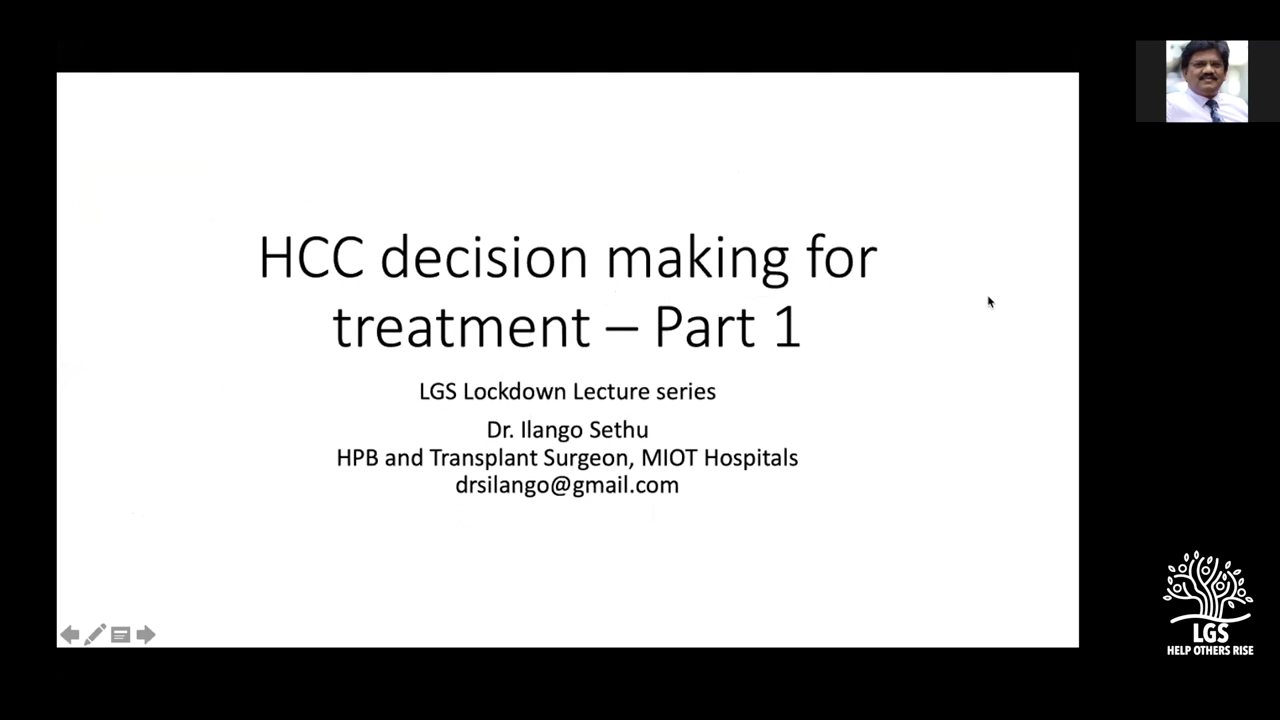 HCC decision making for
treatment – Part 1
LGS Lockdown Lecture series
Dr. Ilango Sethu
HPB and Transplant Surgeon, MIOT Hospitals
drsilango@gmail.com
LGS
HELP OTHERS RISE